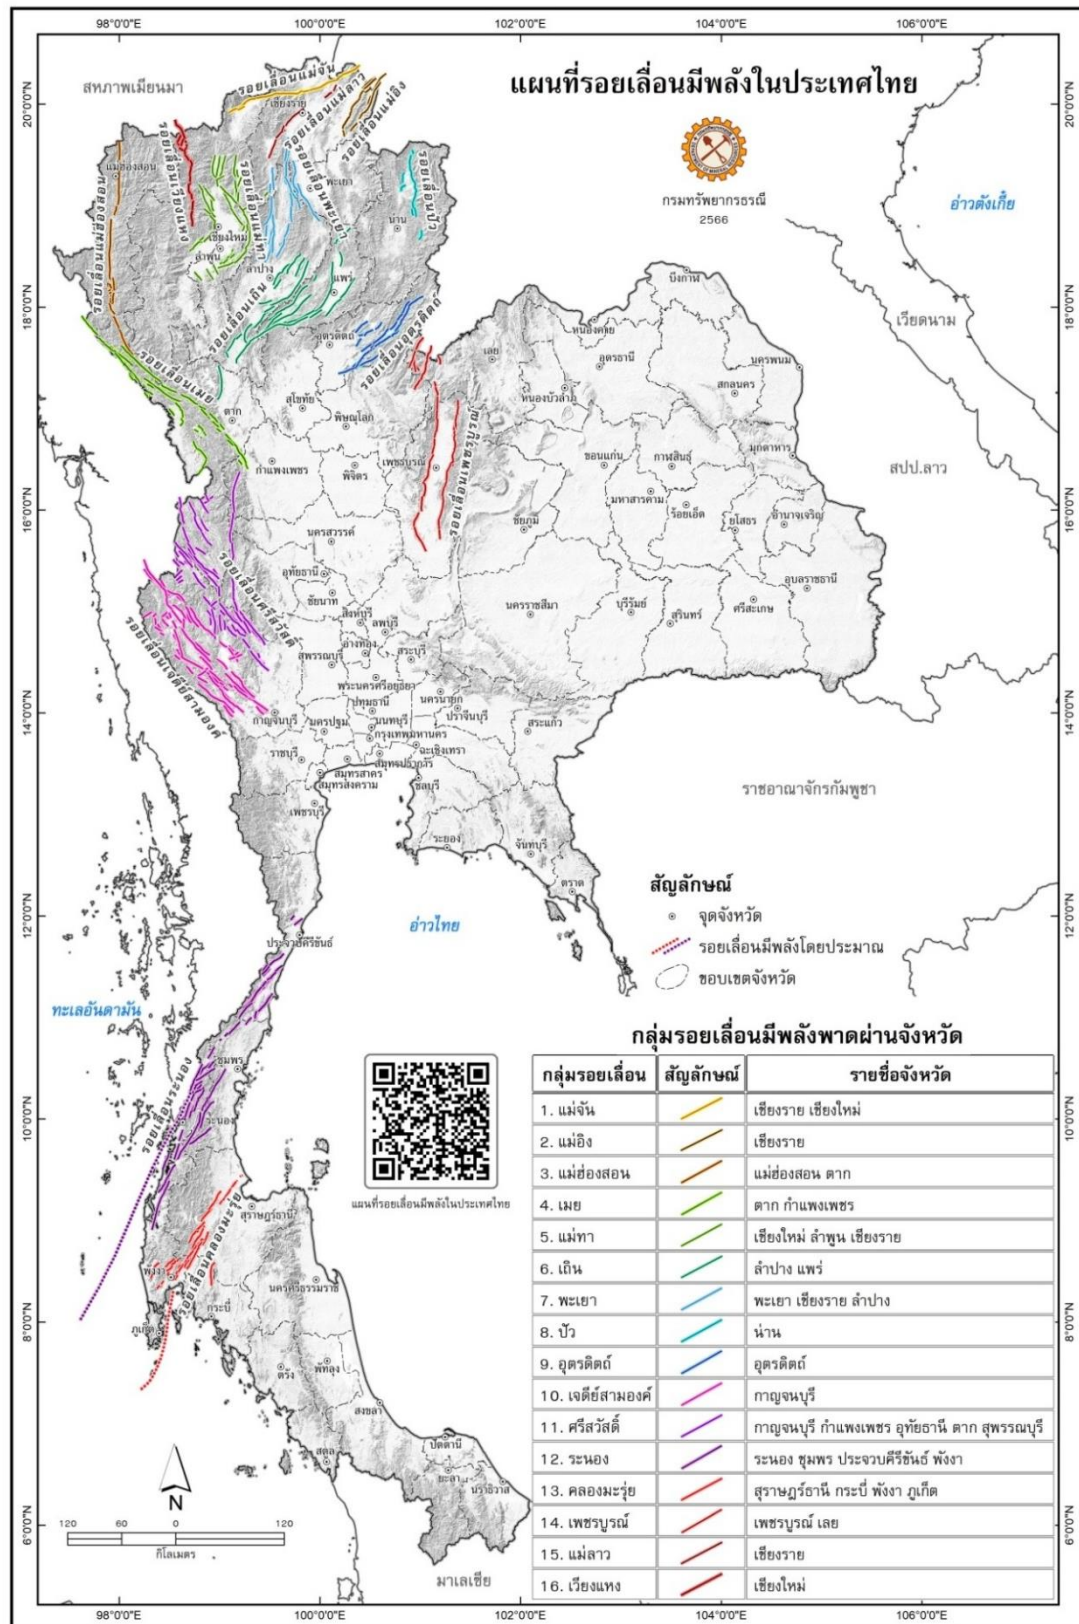 98°0'0"E 100°0'0"E 102°0'0"E 104°0'0"E 106°0'0"E
แผนที่รอยเลื่อนมีพลังในประเทศไทย
กรมทรัพยากรธรณี
2566
สหภาพเมียนมา
อ่าวตังเกี๋ย
เวียดนาม
สปป.ลาว
ราชอาณาจักรกัมพูชา
อ่าวไทย
ทะเลอันดามัน
มาเลเซีย
20°0'0"N
18°0'0"N
16°0'0"N
14°0'0"N
12°0'0"N
10°0'0"N
8°0'0"N
6°0'0"N
20°0'0"N
18°0'0"N
16°0'0"N
14°0'0"N
12°0'0"N
10°0'0"N
8°0'0"N
6°0'0"N
รอยเลื่อนแม่จัน
รอยเลื่อนแม่ลาว
รอยเลื่อนแม่อิง
รอยเลื่อนแม่ฮ่องสอน
รอยเลื่อนเวียงแหง
รอยเลื่อนแม่ทา
รอยเลื่อนพะเยา
รอยเลื่อนปัว
รอยเลื่อนเถิน
รอยเลื่อนอุตรดิตถ์
รอยเลื่อนเมย
รอยเลื่อนเพชรบูรณ์
รอยเลื่อนศรีสวัสดิ์
รอยเลื่อนเจดีย์สามองค์
รอยเลื่อนระนอง
รอยเลื่อนคลองมะรุ่ย
เชียงราย
แม่ฮ่องสอน
พะเยา
น่าน
เชียงใหม่
ลำพูน
ลำปาง
แพร่
อุตรดิตถ์
บึงกาฬ
หนองคาย
เลย
อุดรธานี
นครพนม
สกลนคร
หนองบัวลำภู
สุโขทัย
ตาก
พิษณุโลก
มุกดาหาร
ขอนแก่น
กาฬสินธุ์
กำแพงเพชร
พิจิตร
เพชรบูรณ์
มหาสารคาม
ร้อยเอ็ด
ชัยภูมิ
ยโสธร
อำนาจเจริญ
นครสวรรค์
อุทัยธานี
ชัยนาท
อุบลราชธานี
นครราชสีมา
บุรีรัมย์
สุรินทร์
ศรีสะเกษ
สิงห์บุรี
ลพบุรี
อ่างทอง
สุพรรณบุรี
สระบุรี
พระนครศรีอยุธยา
นครนายก
ปทุมธานี
ปราจีนบุรี
กาญจนบุรี
นครปฐม
นนทบุรี
สระแก้ว
กรุงเทพมหานคร
ฉะเชิงเทรา
ราชบุรี
สมุทรปราการ
สมุทรสาคร
สมุทรสงคราม
ชลบุรี
เพชรบุรี
ระยอง
จันทบุรี
ตราด
ประจวบคีรีขันธ์
ชุมพร
ระนอง
สุราษฎร์ธานี
พังงา
นครศรีธรรมราช
กระบี่
ภูเก็ต
ตรัง
พัทลุง
สงขลา
สตูล
ปัตตานี
ยะลา
นราธิวาส
สัญลักษณ์
จุดจังหวัด
รอยเลื่อนมีพลังโดยประมาณ
ขอบเขตจังหวัด
แผนที่รอยเลื่อนมีพลังในประเทศไทย
กลุ่มรอยเลื่อนมีพลังพาดผ่านจังหวัด
กลุ่มรอยเลื่อน สัญลักษณ์ รายชื่อจังหวัด
1. แม่จัน เชียงราย เชียงใหม่
2. แม่อิง เชียงราย
3. แม่ฮ่องสอน แม่ฮ่องสอน ตาก
4. เมย ตาก กำแพงเพชร
5. แม่ทา เชียงใหม่ ลำพูน เชียงราย
6. เถิน ลำปาง แพร่
7. พะเยา พะเยา เชียงราย ลำปาง
8. ปัว น่าน
9. อุตรดิตถ์ อุตรดิตถ์
10. เจดีย์สามองค์ กาญจนบุรี
11. ศรีสวัสดิ์ กาญจนบุรี กำแพงเพชร อุทัยธานี ตาก สุพรรณบุรี
12. ระนอง ระนอง ชุมพร ประจวบคีรีขันธ์ พังงา
13. คลองมะรุ่ย สุราษฎร์ธานี กระบี่ พังงา ภูเก็ต
14. เพชรบูรณ์ เพชรบูรณ์ เลย
15. แม่ลาว เชียงราย
16. เวียงแหง เชียงใหม่
N
120 60 0 120
กิโลเมตร
98°0'0"E 100°0'0"E 102°0'0"E 104°0'0"E 106°0'0"E